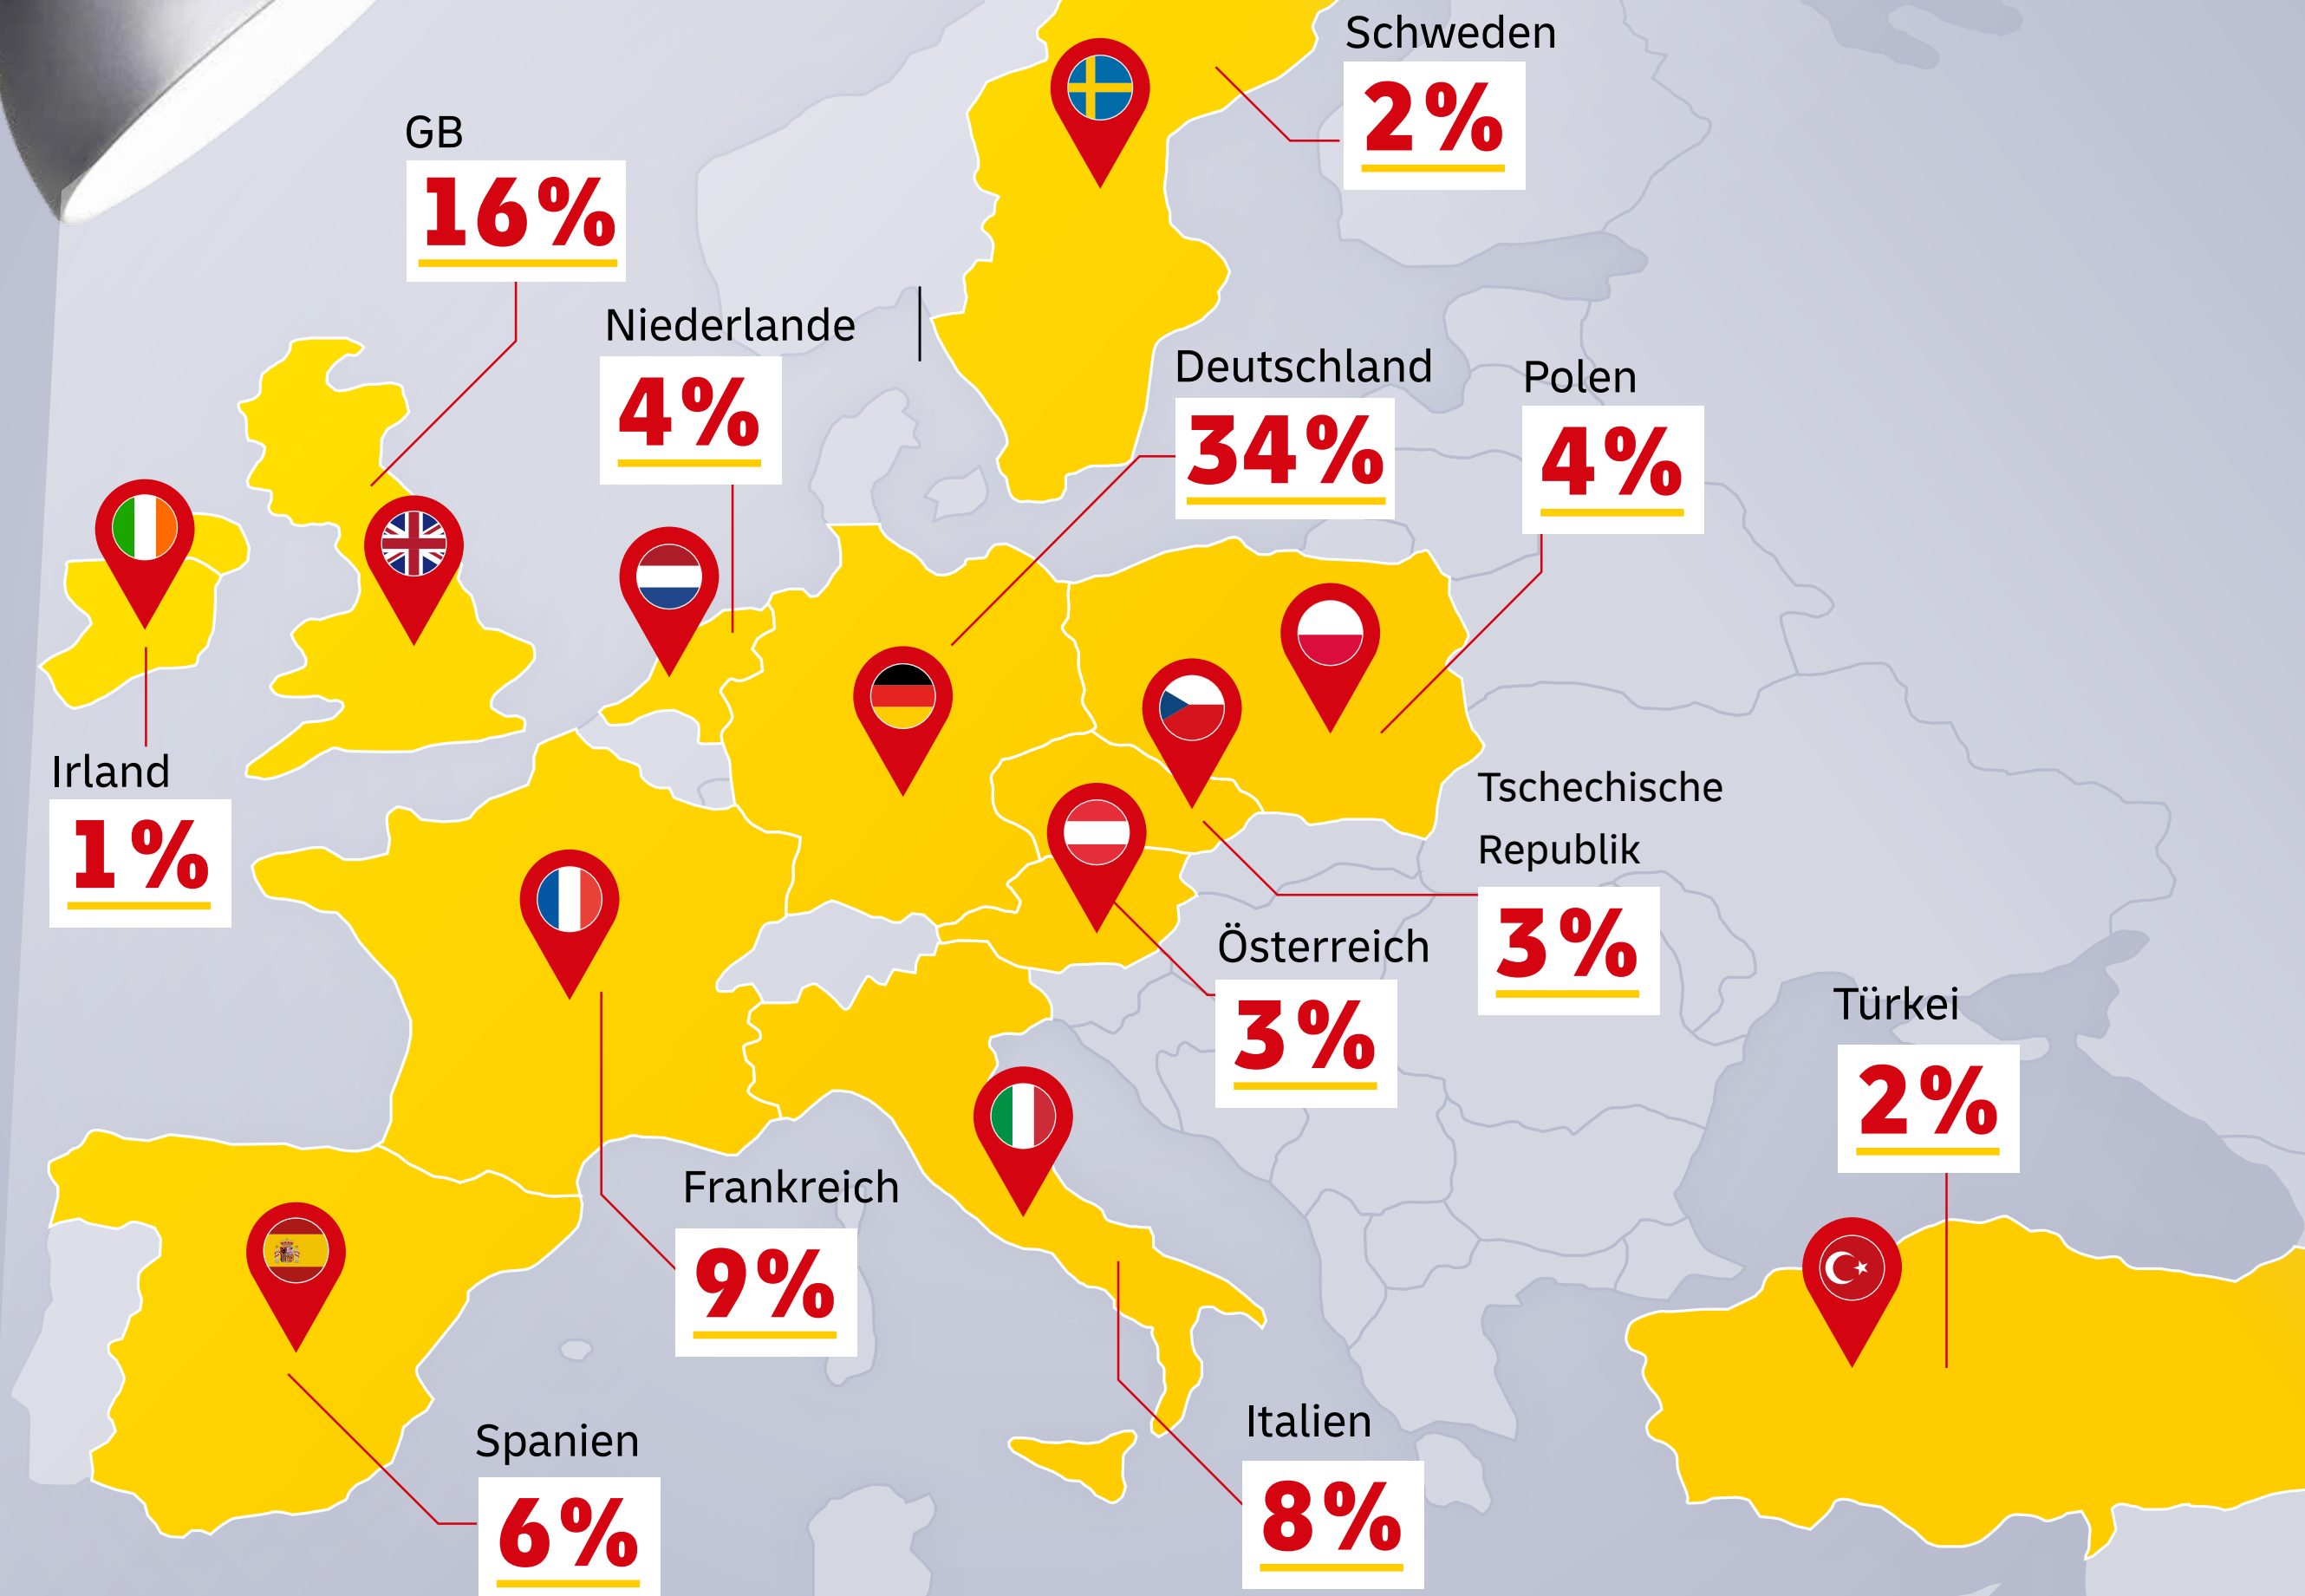 Schweden
2%
GB
16%
Niederlande
4%
Deutschland
34%
Polen
4%
Irland
1%
Tschechische
Republik
3%
Österreich
3%
Türkei
2%
Frankreich
9%
Italien
8%
Spanien
6%